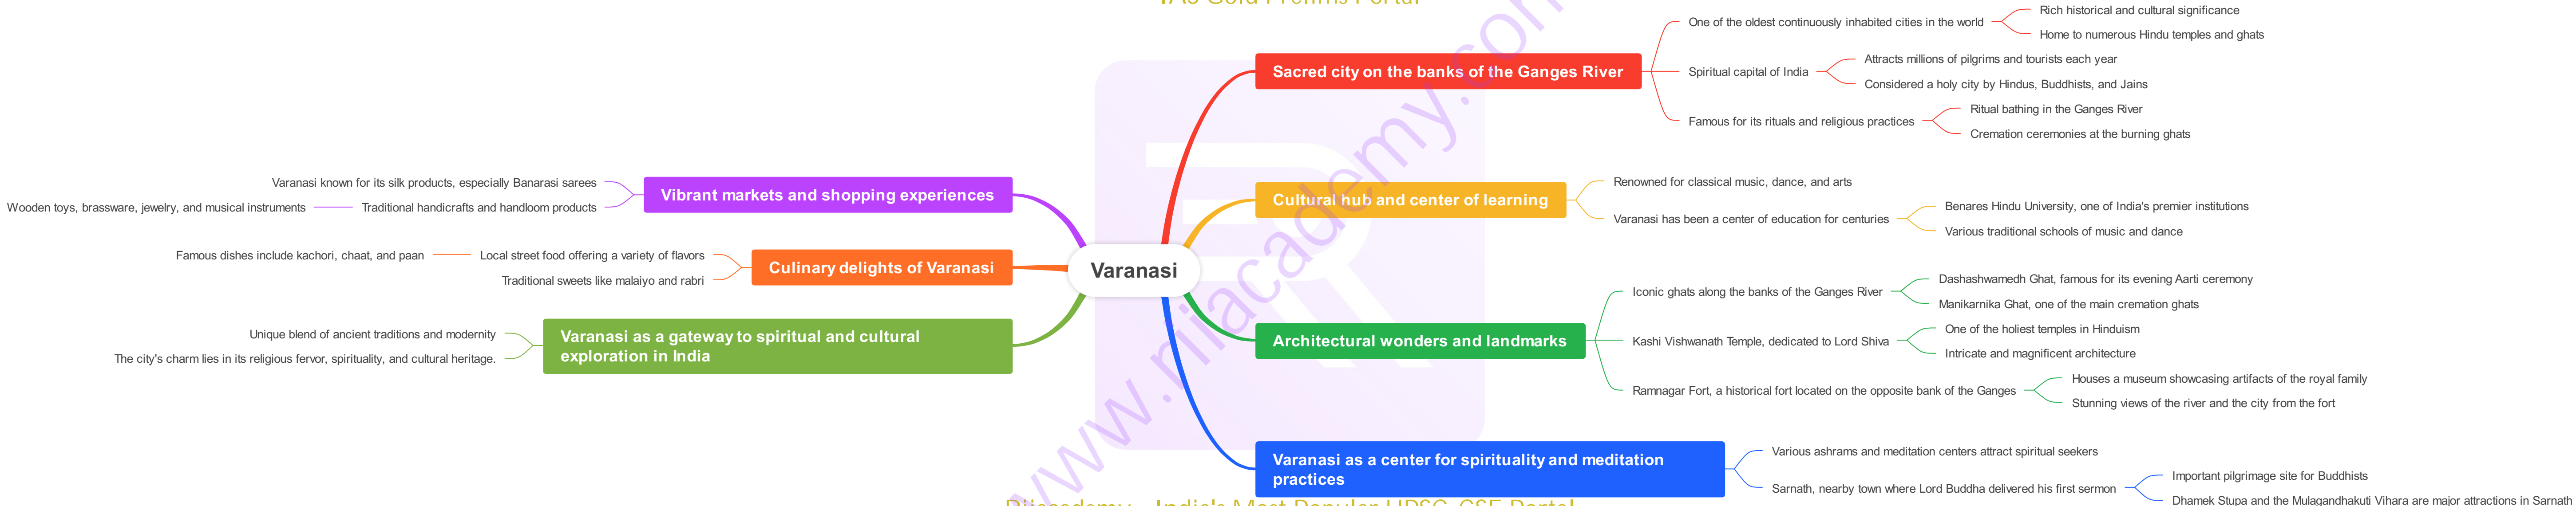 IAS Gold Prelims Portal
Varanasi
Sacred city on the banks of the Ganges River
One of the oldest continuously inhabited cities in the world
Rich historical and cultural significance
Home to numerous Hindu temples and ghats
Spiritual capital of India
Attracts millions of pilgrims and tourists each year
Considered a holy city by Hindus, Buddhists, and Jains
Famous for its rituals and religious practices
Ritual bathing in the Ganges River
Cremation ceremonies at the burning ghats
Cultural hub and center of learning
Renowned for classical music, dance, and arts
Varanasi has been a center of education for centuries
Benares Hindu University, one of India's premier institutions
Various traditional schools of music and dance
Architectural wonders and landmarks
Iconic ghats along the banks of the Ganges River
Dashashwamedh Ghat, famous for its evening Aarti ceremony
Manikarnika Ghat, one of the main cremation ghats
Kashi Vishwanath Temple, dedicated to Lord Shiva
One of the holiest temples in Hinduism
Intricate and magnificent architecture
Ramnagar Fort, a historical fort located on the opposite bank of the Ganges
Houses a museum showcasing artifacts of the royal family
Stunning views of the river and the city from the fort
Varanasi as a center for spirituality and meditation
practices
Various ashrams and meditation centers attract spiritual seekers
Sarnath, nearby town where Lord Buddha delivered his first sermon
Important pilgrimage site for Buddhists
Dhamek Stupa and the Mulagandhakuti Vihara are major attractions in Sarnath
Vibrant markets and shopping experiences
Varanasi known for its silk products, especially Banarasi sarees
Traditional handicrafts and handloom products
Wooden toys, brassware, jewelry, and musical instruments
Culinary delights of Varanasi
Local street food offering a variety of flavors
Famous dishes include kachori, chaat, and paan
Traditional sweets like malaiyo and rabri
Varanasi as a gateway to spiritual and cultural
exploration in India
Unique blend of ancient traditions and modernity
The city's charm lies in its religious fervor, spirituality, and cultural heritage.
www.rijiacademy.com
India's Most Popular UPSC CSE Portal